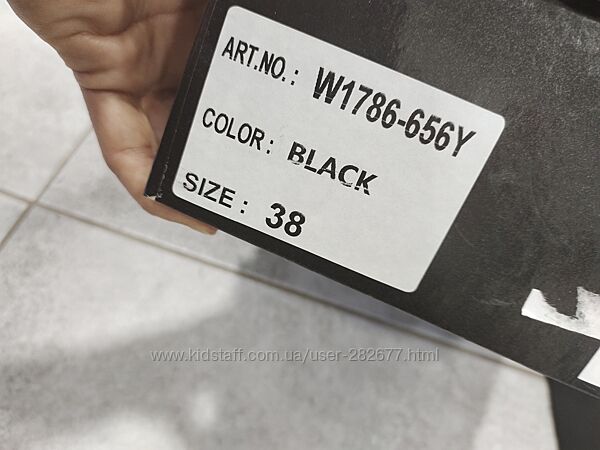 ART.NO.: W1786-656Y
COLOR: BLACK
SIZE: 38
www.kidstaff.com.ua/user-282677.html